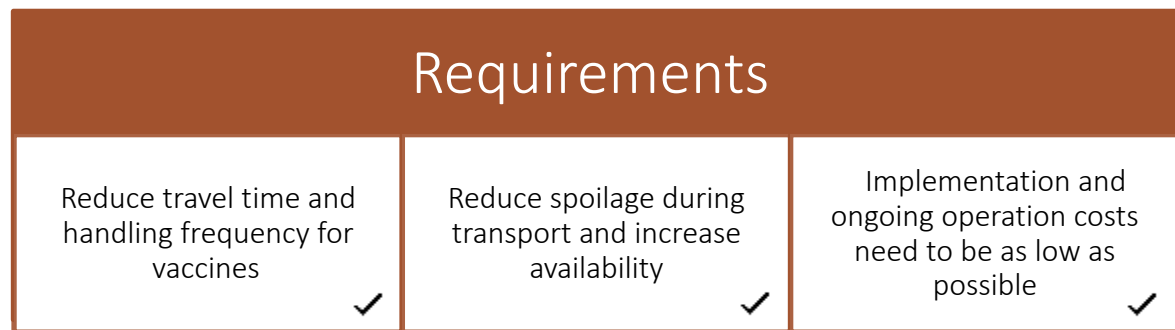 Requirements
Reduce travel time and
handling frequency for
vaccines
Reduce spoilage during
transport and increase
availability
Implementation and
ongoing operation costs
need to be as low as
possible